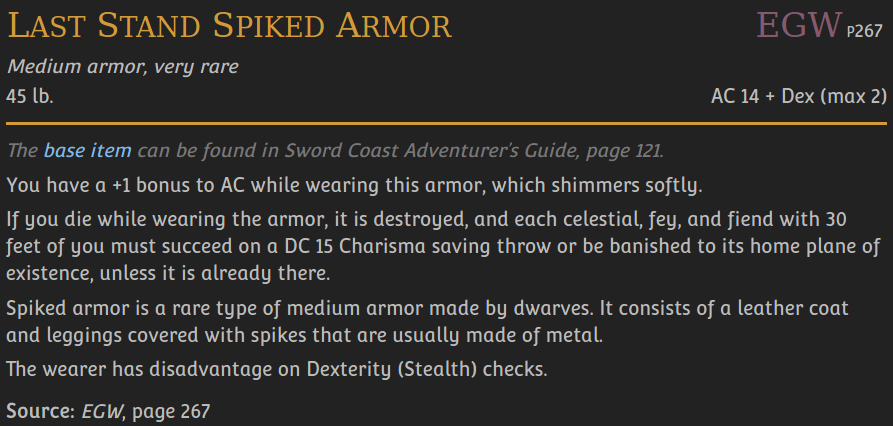 Last Stand Spiked Armor EGW P267
Medium armor, very rare
45 lb. AC 14 + Dex (max 2)
The base item can be found in Sword Coast Adventurer's Guide, page 121.
You have a +1 bonus to AC while wearing this armor, which shimmers softly.
If you die while wearing the armor, it is destroyed, and each celestial, fey, and fiend with 30
feet of you must succeed on a DC 15 Charisma saving throw or be banished to its home plane of
existence, unless it is already there.
Spiked armor is a rare type of medium armor made by dwarves. It consists of a leather coat
and leggings covered with spikes that are usually made of metal.
The wearer has disadvantage on Dexterity (Stealth) checks.
Source: EGW, page 267